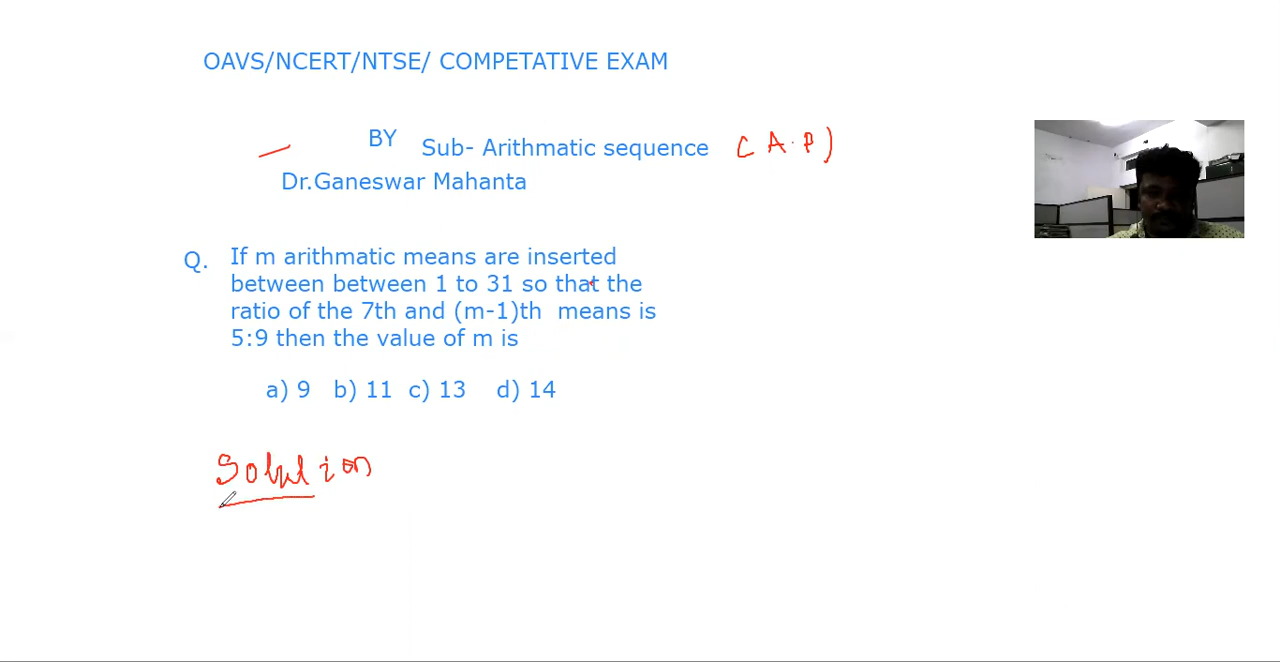 OAVS/NCERT/NTSE/ COMPETATIVE EXAM
BY Sub- Arithmatic sequence (A.P)
Dr.Ganeswar Mahanta
Q. If m arithmatic means are inserted
between between 1 to 31 so that the
ratio of the 7th and (m-1)th means is
5:9 then the value of m is
a) 9 b) 11 c) 13 d) 14
Solution